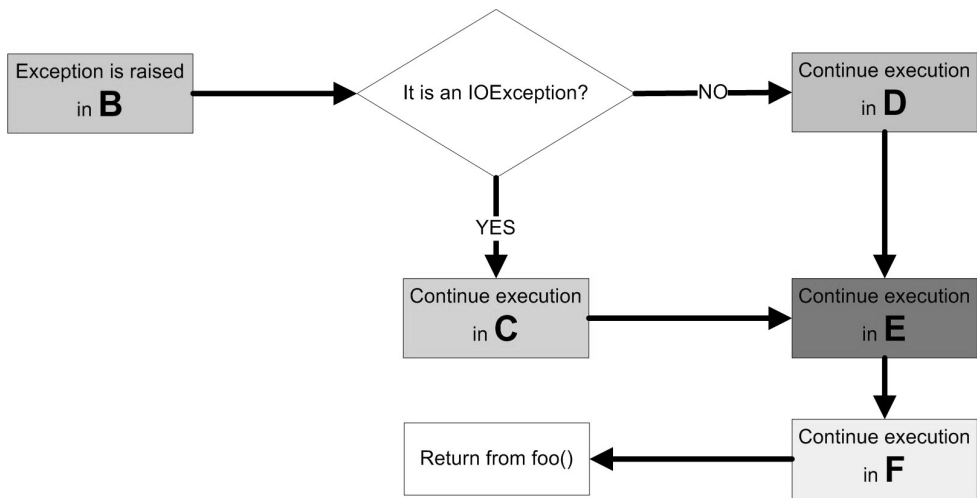 Exception is raised
in B
It is an IOException?
NO
Continue execution
in D
YES
Continue execution
in C
Continue execution
in E
Return from foo()
Continue execution
in F